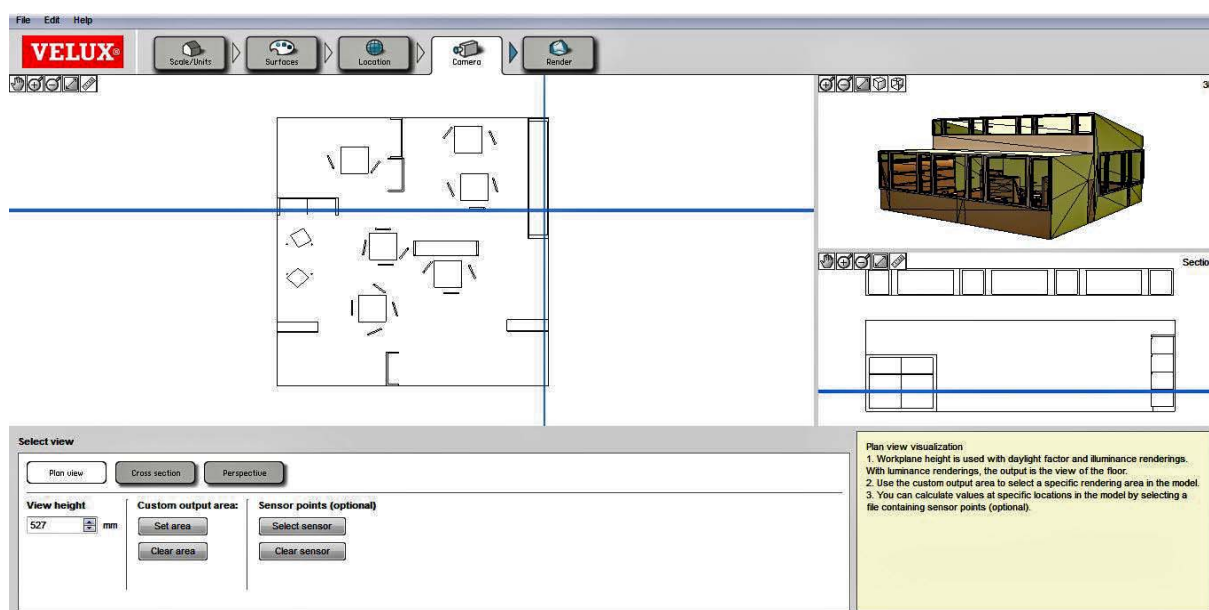 File Edit Help
VELUX®
Scale/Units
Surfaces
Location
Camera
Render
3
Sectio
Select view
Plan view
Cross section
Perspective
View height
Custom output area:
Sensor points (optional)
527 mm
Set area
Select sensor
Clear area
Clear sensor
Plan view visualization
1. Workplane height is used with daylight factor and illuminance renderings.
With luminance renderings, the output is the view of the floor.
2. Use the custom output area to select a specific rendering area in the model.
3. You can calculate values at specific locations in the model by selecting a
file containing sensor points (optional).